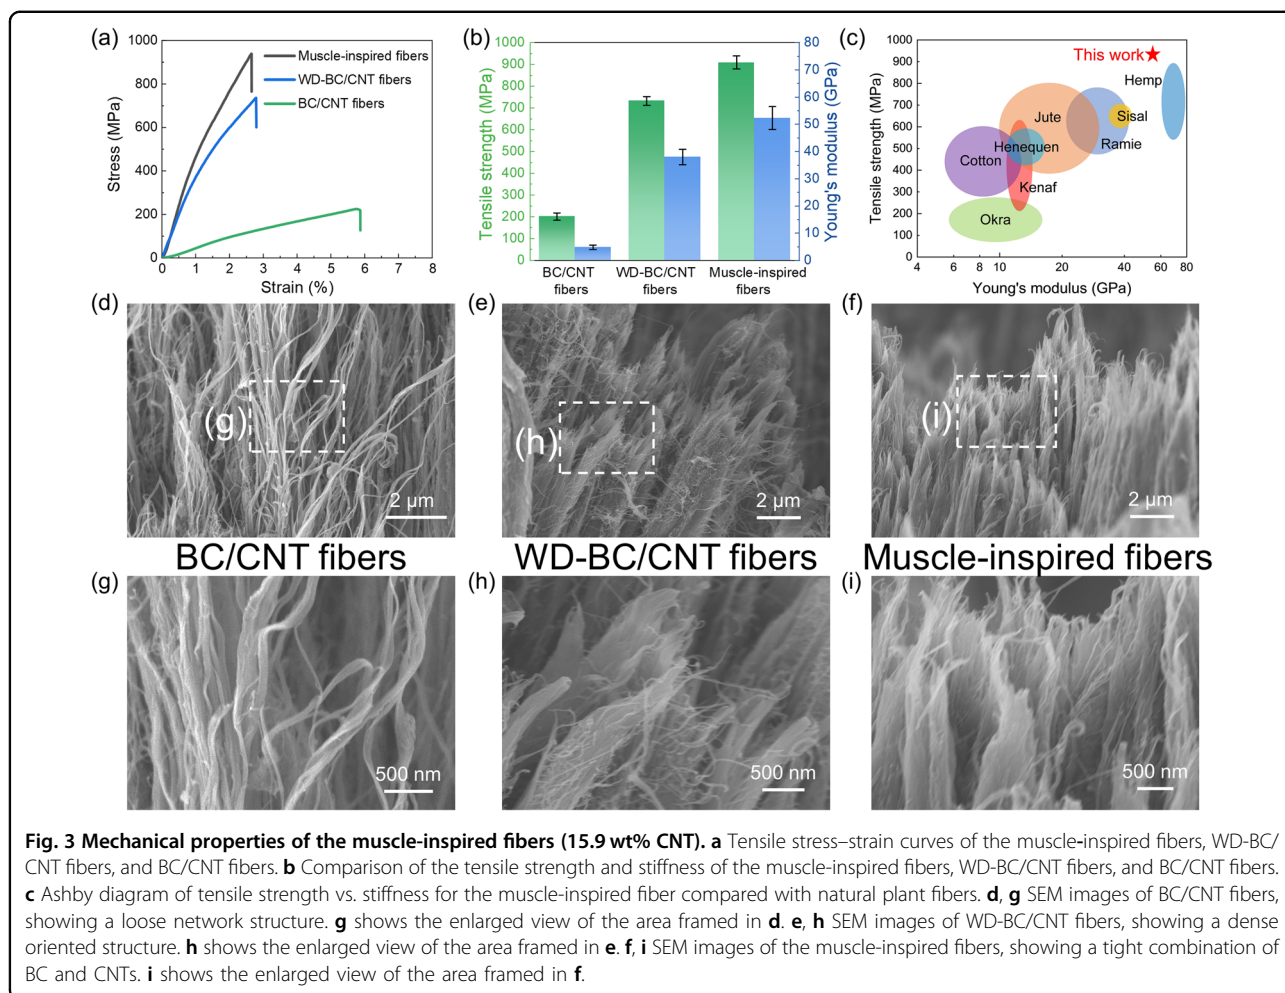 (a)
1000
800
600
400
200
0
Stress (MPa)
Muscle-inspired fibers
WD-BC/CNT fibers
BC/CNT fibers
0 1 2 3 4 5 6 7 8
Strain (%)
(b)
1000
900
800
700
600
500
400
300
200
100
0
Tensile strength (MPa)
80
70
60
50
40
30
20
10
0
Young's modulus (GPa)
BC/CNT
fibers
WD-BC/CNT
fibers
Muscle-inspired
fibers
(c)
1000
900
800
700
600
500
400
300
200
100
0
Tensile strength (MPa)
This work
Hemp
Jute
Sisal
Henequen
Ramie
Cotton
Kenaf
Okra
4 6 8 10 20 40 60 80
Young's modulus (GPa)
(d)
(g)
2 μm
(e)
(h)
2 μm
(f)
(i)
2 μm
BC/CNT fibers
WD-BC/CNT fibers
Muscle-inspired fibers
(g)
500 nm
(h)
500 nm
(i)
500 nm
Fig. 3 Mechanical properties of the muscle-inspired fibers (15.9 wt% CNT). a Tensile stress–strain curves of the muscle-inspired fibers, WD-BC/
CNT fibers, and BC/CNT fibers. b Comparison of the tensile strength and stiffness of the muscle-inspired fibers, WD-BC/CNT fibers, and BC/CNT fibers.
c Ashby diagram of tensile strength vs. stiffness for the muscle-inspired fiber compared with natural plant fibers. d, g SEM images of BC/CNT fibers,
showing a loose network structure. g shows the enlarged view of the area framed in d. e, h SEM images of WD-BC/CNT fibers, showing a dense
oriented structure. h shows the enlarged view of the area framed in e. f, i SEM images of the muscle-inspired fibers, showing a tight combination of
BC and CNTs. i shows the enlarged view of the area framed in f.